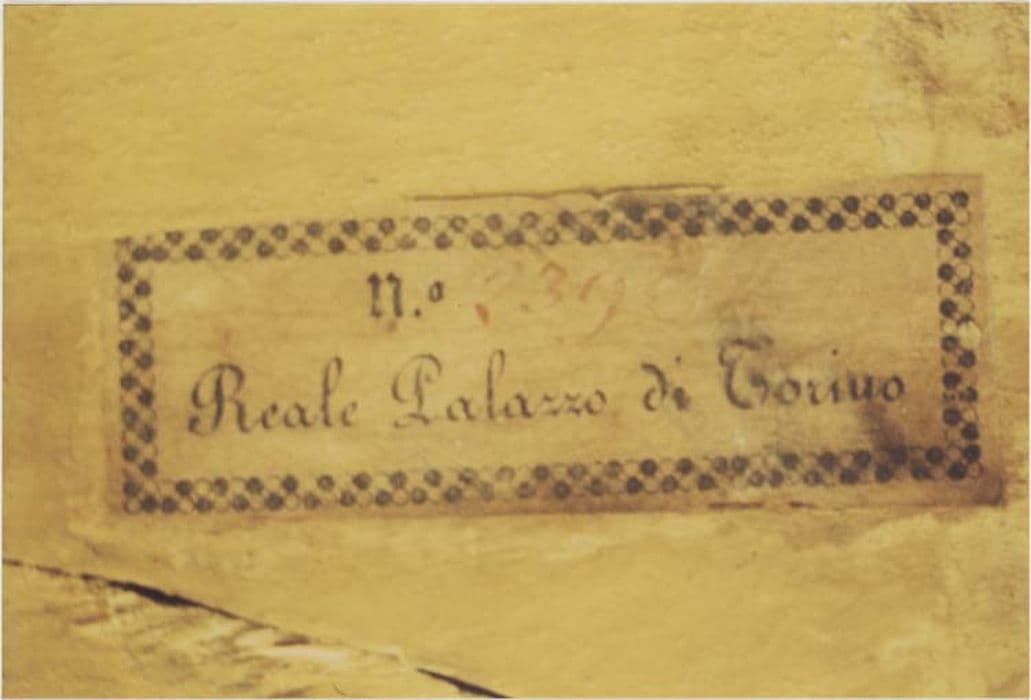 N.º
Reale Palazzo di Torino